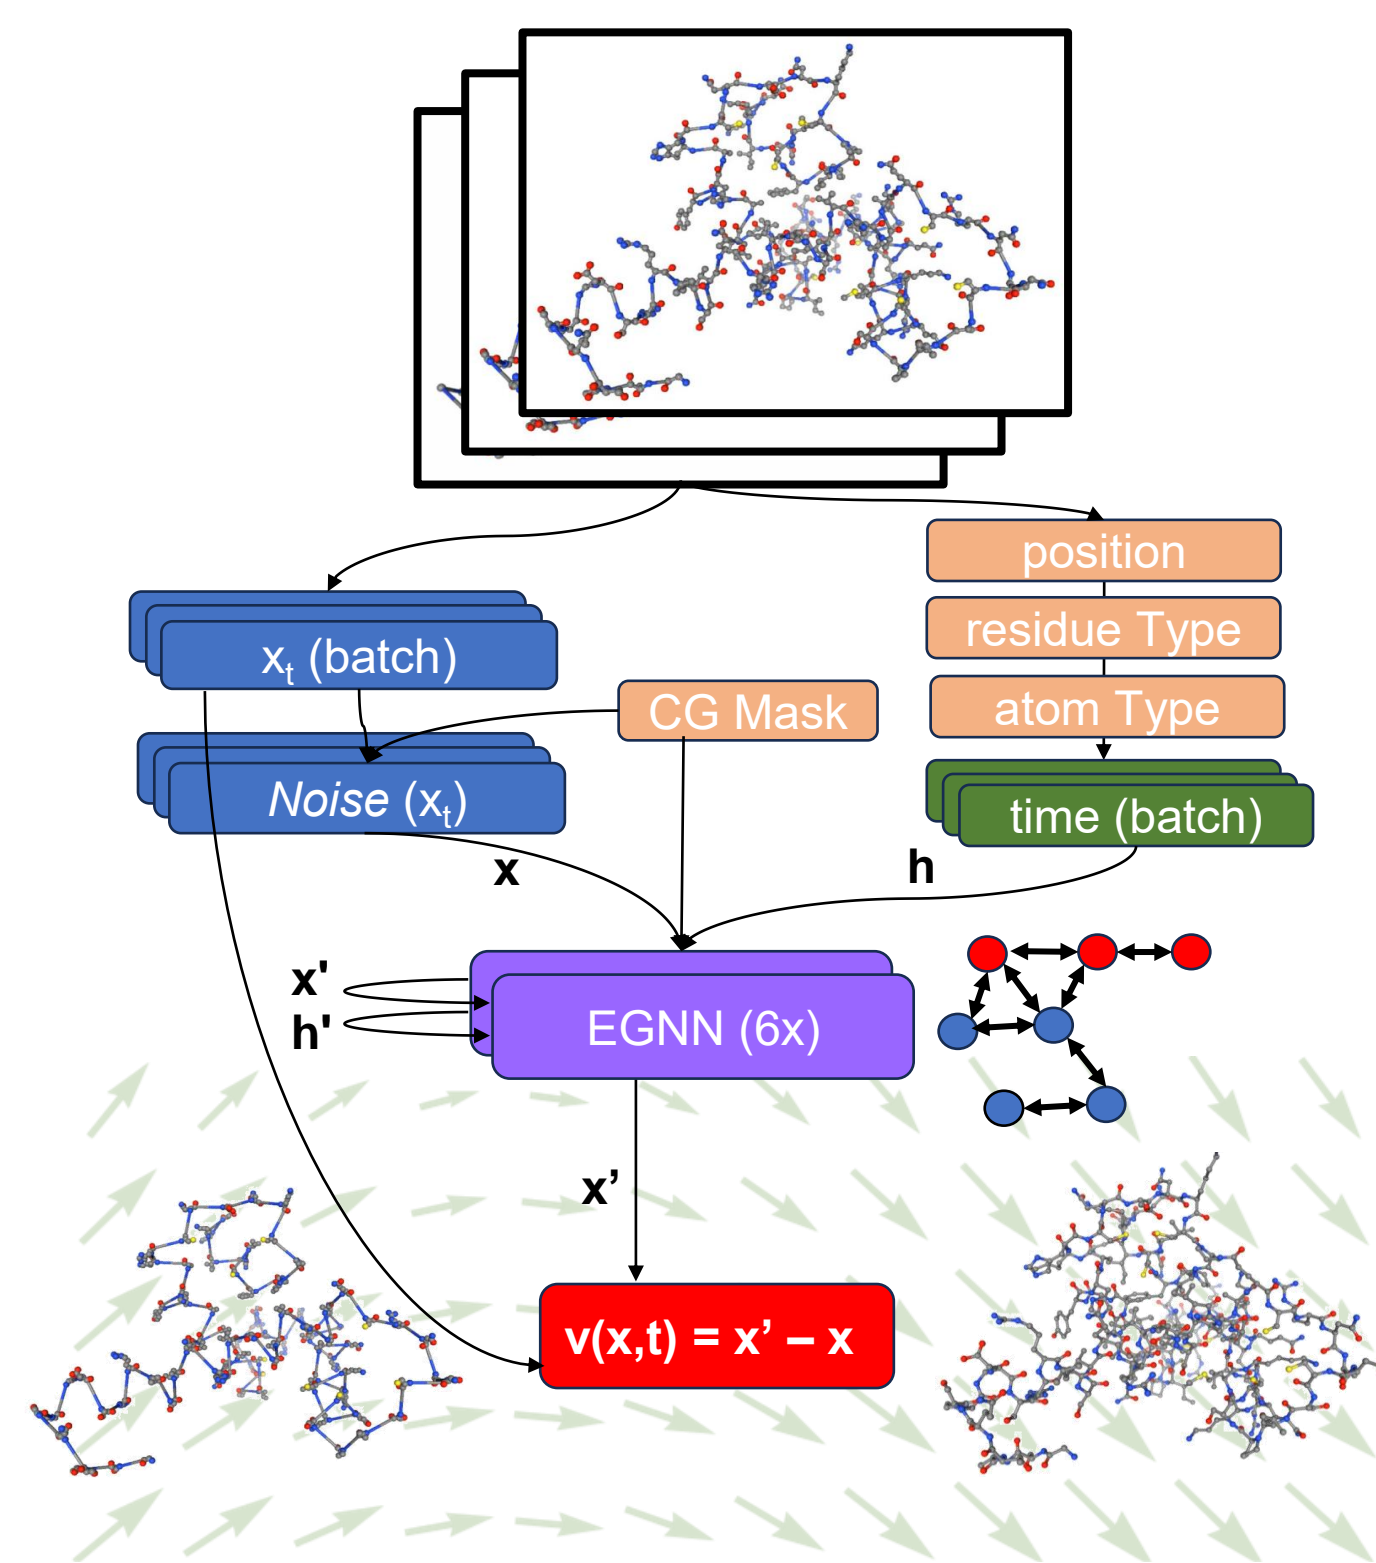 position
residue Type
xₜ (batch)
CG Mask
atom Type
Noise (xₜ)
time (batch)
x
h
x'
h'
EGNN (6x)
x’
v(x,t) = x’ – x